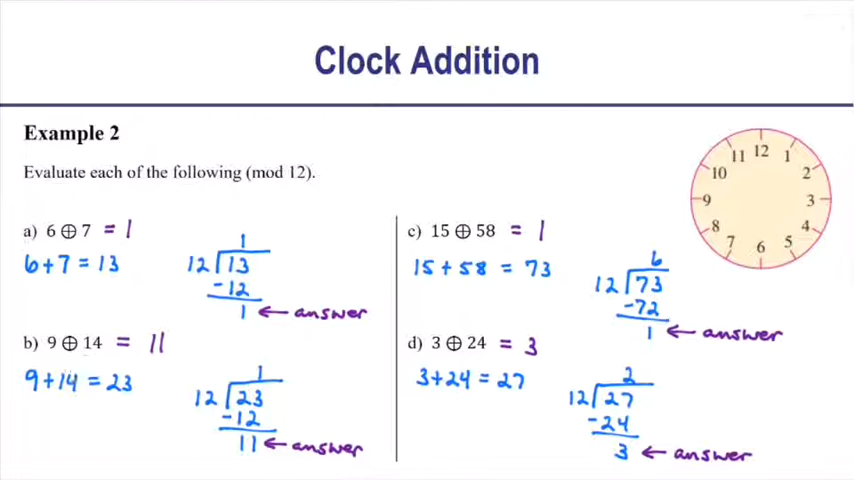 Clock Addition
Example 2
Evaluate each of the following (mod 12).
a) 6 ⊕ 7 = 1
6 + 7 = 13
1
12 13
-12
1 ← answer
b) 9 ⊕ 14 = 11
9 + 14 = 23
1
12 23
-12
11 ← answer
c) 15 ⊕ 58 = 1
15 + 58 = 73
6
12 73
-72
1 ← answer
d) 3 ⊕ 24 = 3
3 + 24 = 27
2
12 27
-24
3 ← answer
12
11 1
10 2
9 3
8 4
7 5
6